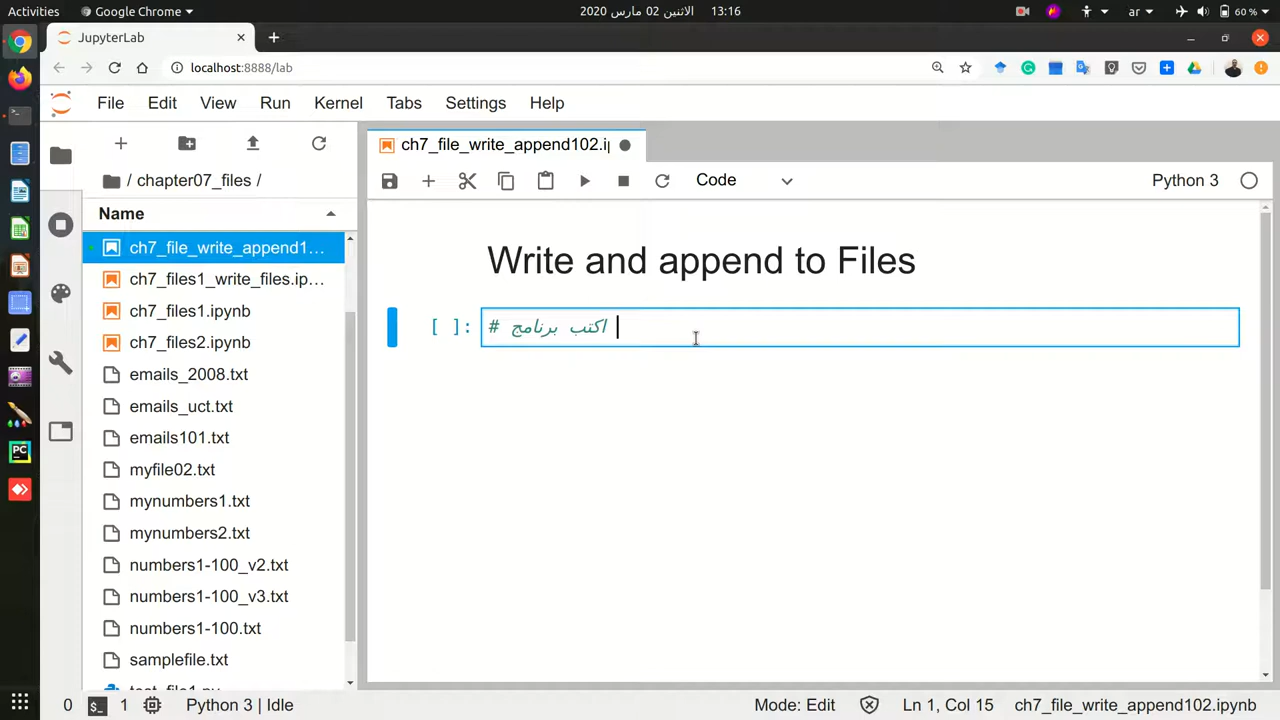 Activities
Google Chrome
الاثنين 02 مارس 2020
13:16
ar
60 %
JupyterLab
localhost:8888/lab
File Edit View Run Kernel Tabs Settings Help
ch7_file_write_append102.ip
/ chapter07_files /
Code
Python 3
Name
ch7_file_write_append1...
ch7_files1_write_files.ip...
ch7_files1.ipynb
ch7_files2.ipynb
emails_2008.txt
emails_uct.txt
emails101.txt
myfile02.txt
mynumbers1.txt
mynumbers2.txt
numbers1-100_v2.txt
numbers1-100_v3.txt
numbers1-100.txt
samplefile.txt
test_file1.py
Write and append to Files
[ ]: # اكتب برنامج
PC
0
$_
1
Python 3 | Idle
Mode: Edit
Ln 1, Col 15
ch7_file_write_append102.ipynb